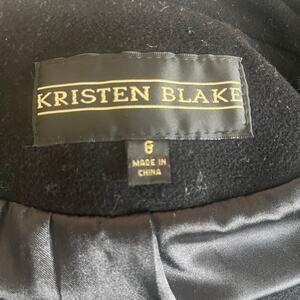 KRISTEN BLAKE
6
MADE IN
CHINA